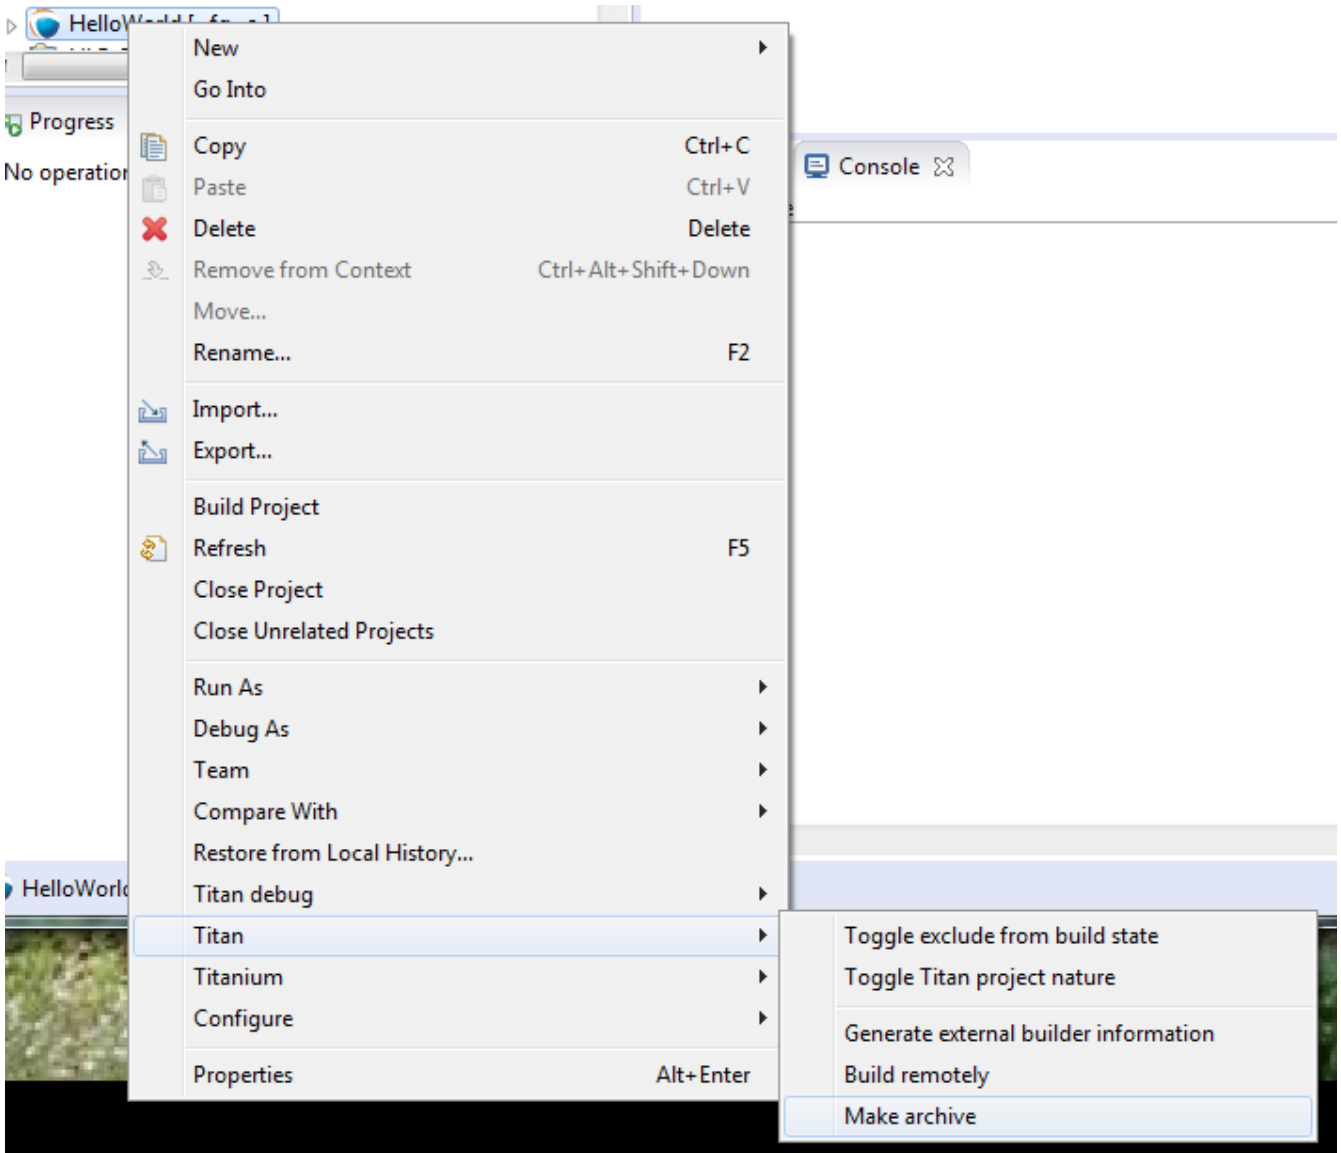 HelloWorld
New
Go Into
Progress
Copy Ctrl+C
Console
No operation
Paste Ctrl+V
Delete Delete
Remove from Context Ctrl+Alt+Shift+Down
Move...
Rename... F2
Import...
Export...
Build Project
Refresh F5
Close Project
Close Unrelated Projects
Run As
Debug As
Team
Compare With
Restore from Local History...
HelloWorld
Titan debug
Titan
Toggle exclude from build state
Titanium
Toggle Titan project nature
Configure
Generate external builder information
Properties Alt+Enter
Build remotely
Make archive